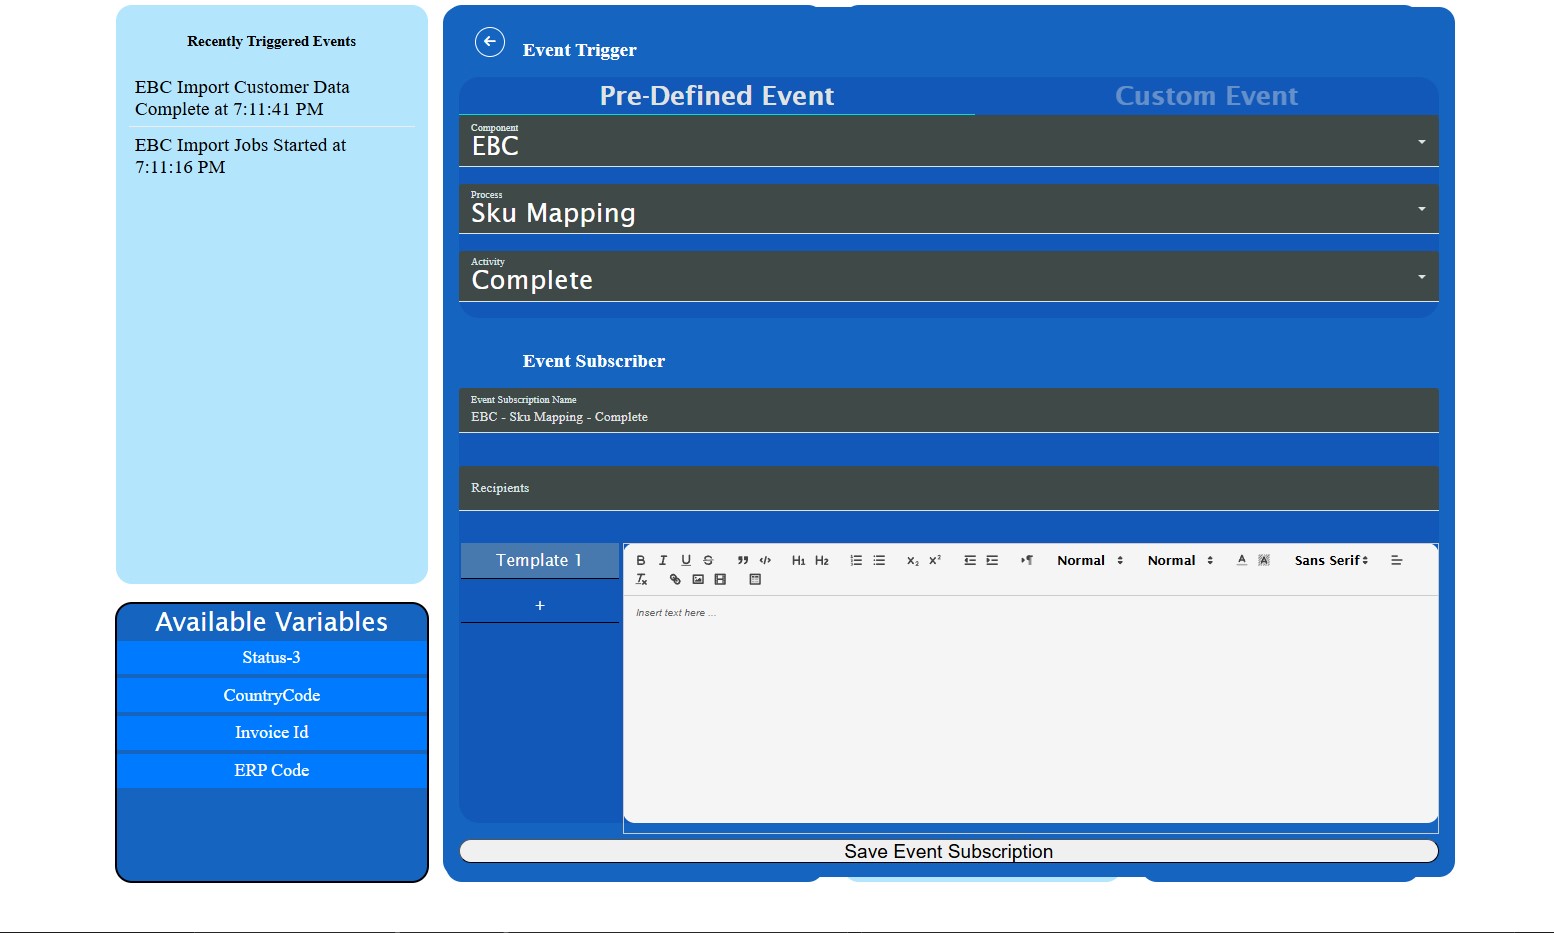 Recently Triggered Events
EBC Import Customer Data
Complete at 7:11:41 PM
EBC Import Jobs Started at
7:11:16 PM
Available Variables
Status-3
CountryCode
Invoice Id
ERP Code
Event Trigger
Pre-Defined Event
Custom Event
Component
EBC
Process
Sku Mapping
Activity
Complete
Event Subscriber
Event Subscription Name
EBC - Sku Mapping - Complete
Recipients
Template 1
+
B I U S H1 H2 X2 X2 Normal Normal A A Sans Serif
Tx
Insert text here ...
Save Event Subscription